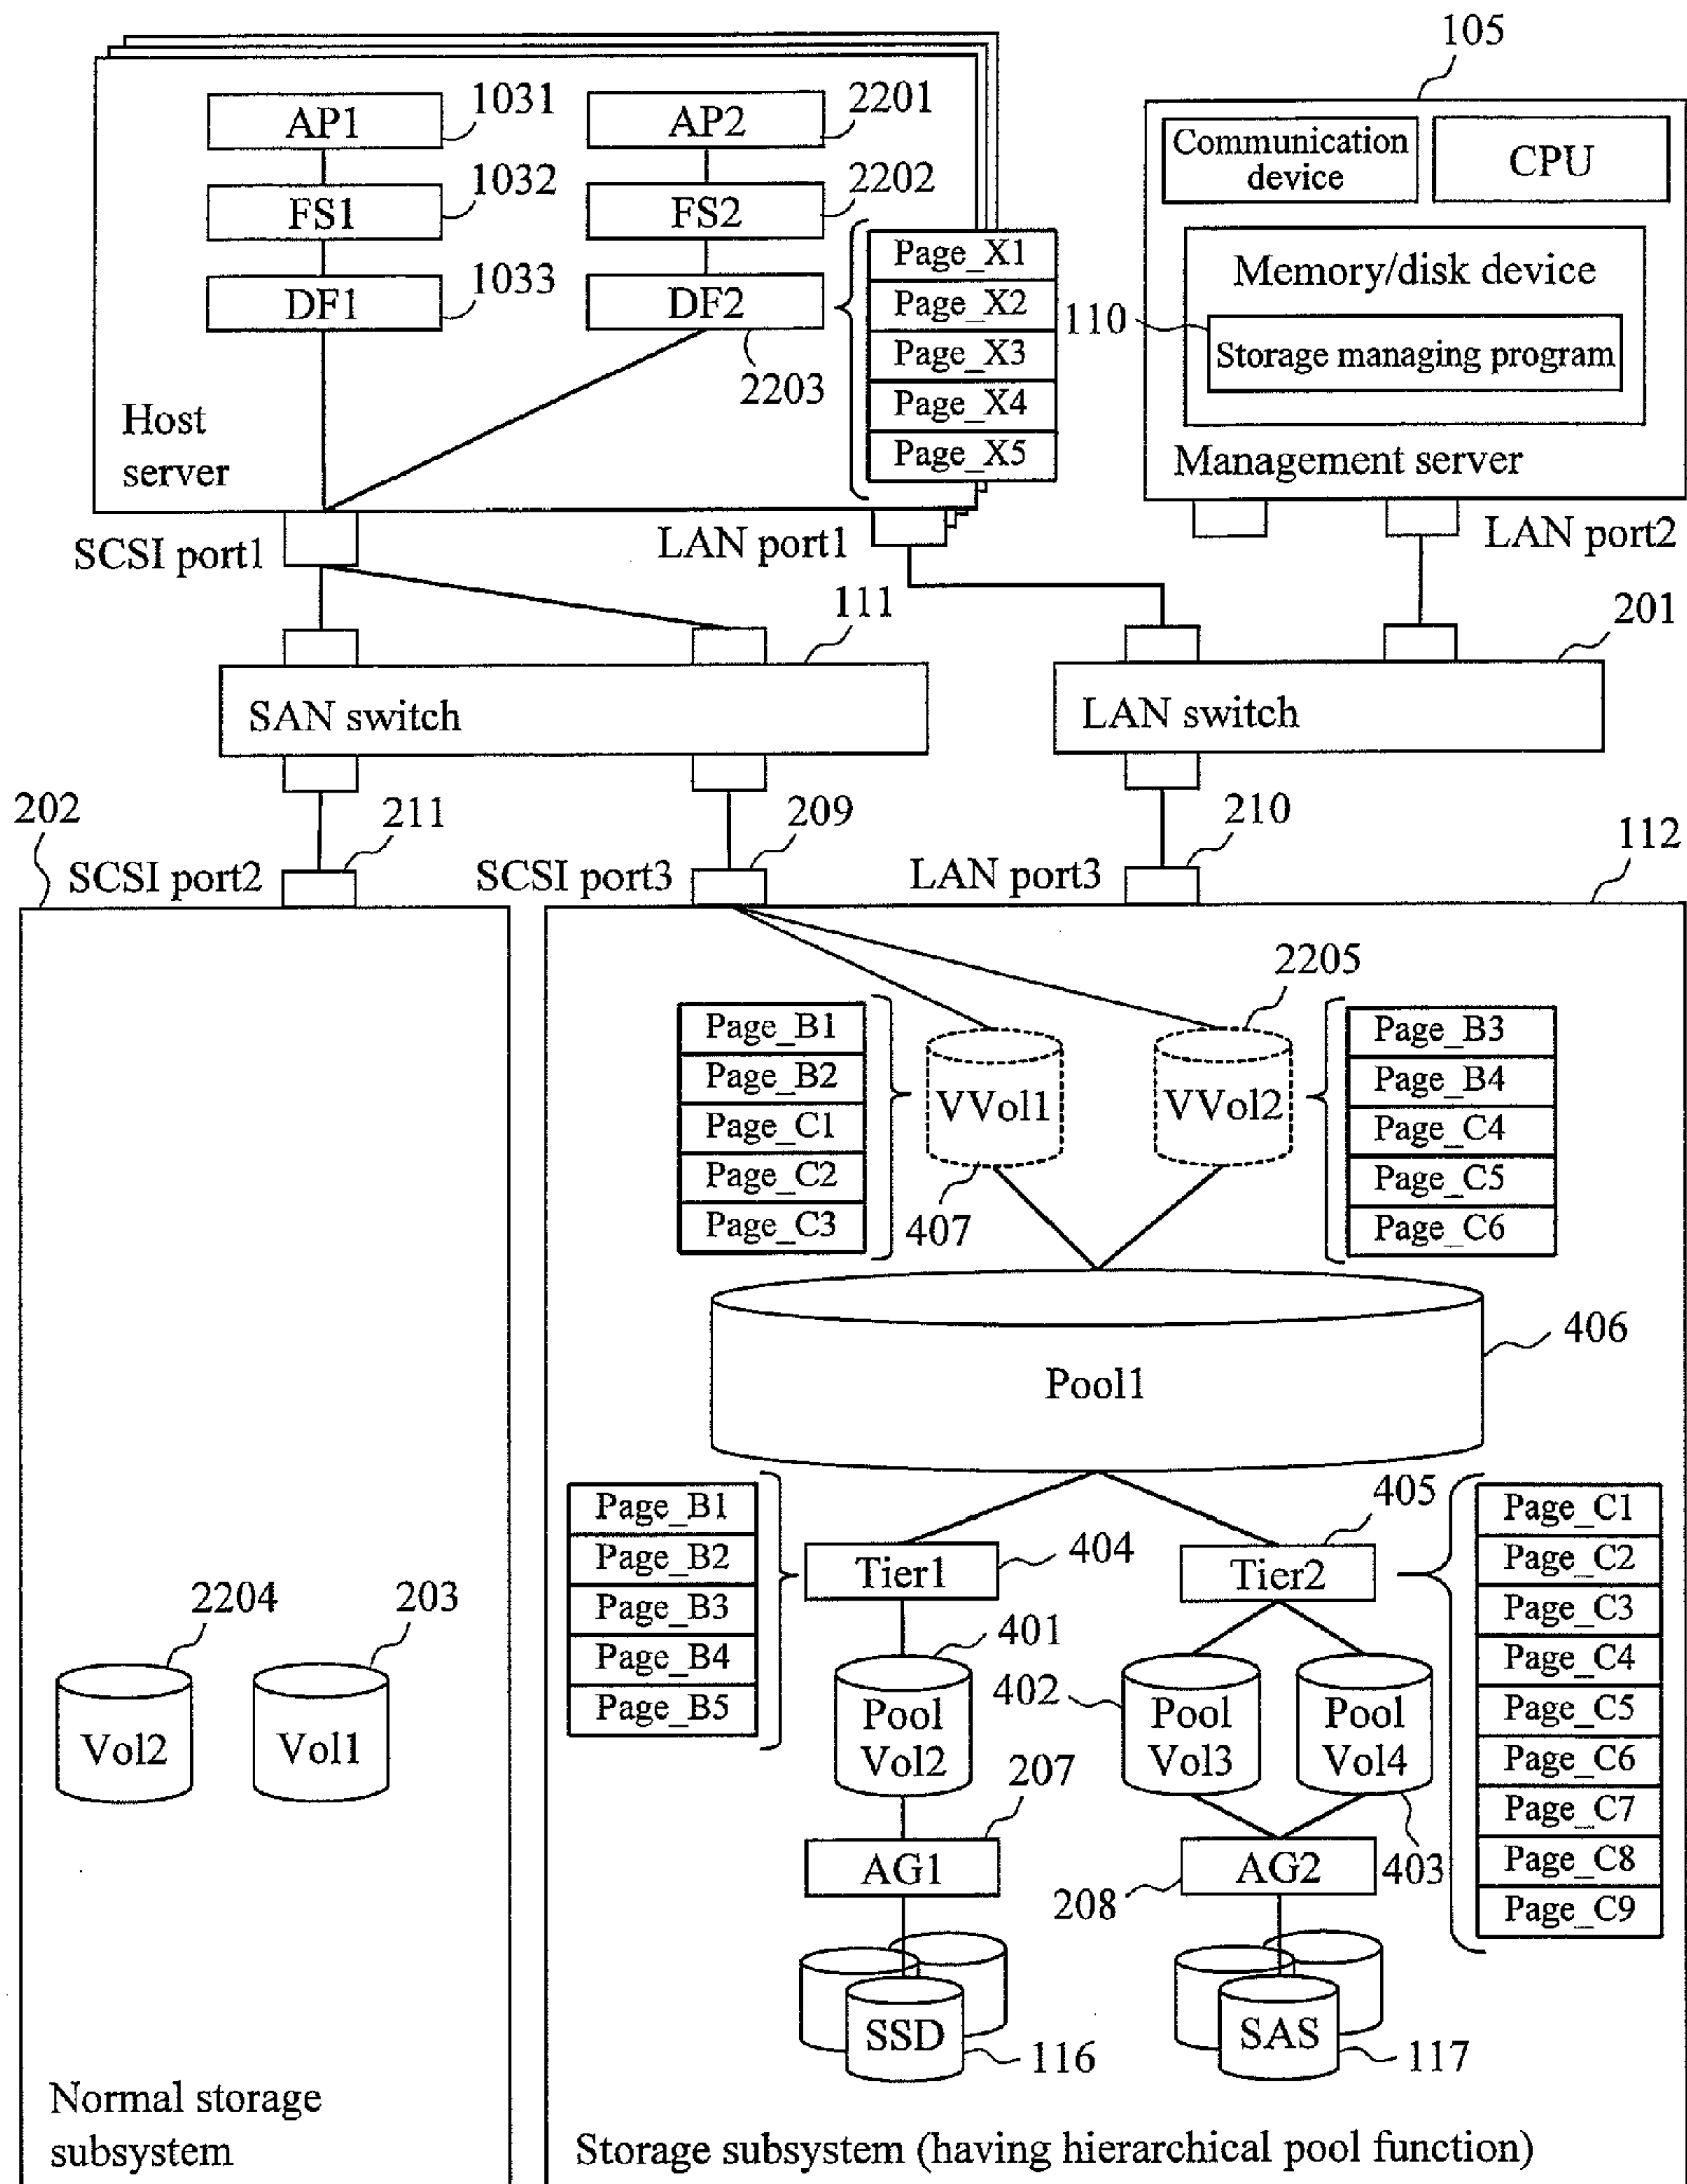 105
AP1
1031
AP2
2201
Communication
device
CPU
FS1
1032
FS2
2202
Memory/disk device
DF1
1033
DF2
2203
Page_X1
Page_X2
Page_X3
Page_X4
Page_X5
110
Storage managing program
Host
server
Management server
SCSI port1
LAN port1
LAN port2
111
201
SAN switch
LAN switch
202
211
209
210
112
SCSI port2
SCSI port3
LAN port3
2205
Page_B1
Page_B2
Page_C1
Page_C2
Page_C3
VVol1
407
VVol2
Page_B3
Page_B4
Page_C4
Page_C5
Page_C6
406
Pool1
Page_B1
Page_B2
Page_B3
Page_B4
Page_B5
Tier1
404
405
Tier2
Page_C1
Page_C2
Page_C3
Page_C4
Page_C5
Page_C6
Page_C7
Page_C8
Page_C9
2204
203
Vol2
Vol1
401
Pool
Vol2
402
Pool
Vol3
Pool
Vol4
403
207
AG1
AG2
208
SSD
116
SAS
117
Normal storage
subsystem
Storage subsystem (having hierarchical pool function)